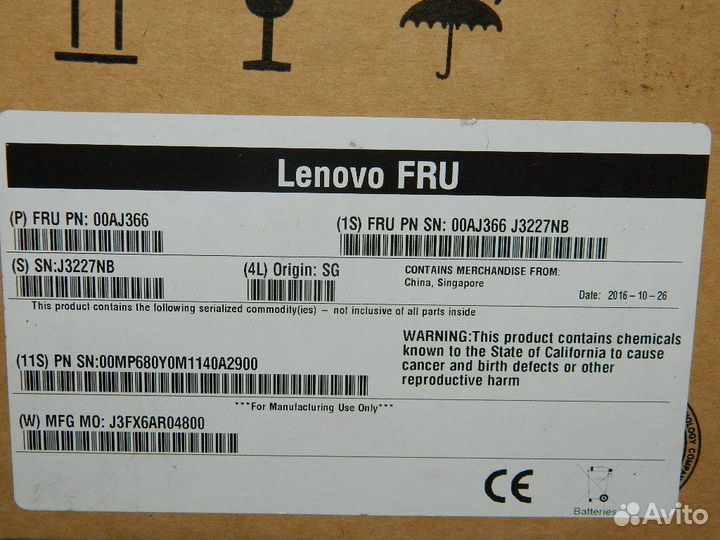 Lenovo FRU
(P) FRU PN: 00AJ366
(1S) FRU PN SN: 00AJ366 J3227NB
(S) SN:J3227NB
(4L) Origin: SG
CONTAINS MERCHANDISE FROM:
China, Singapore
Date: 2016-10-26
This product contains the following serialized commodity(ies) - not inclusive of all parts inside
WARNING:This product contains chemicals
known to the State of California to cause
cancer and birth defects or other
reproductive harm
(11S) PN SN:00MP680Y0M1140A2900
***For Manufacturing Use Only***
(W) MFG MO: J3FX6AR04800
CE
Batteries
NOLOGY COMPAN
Avito